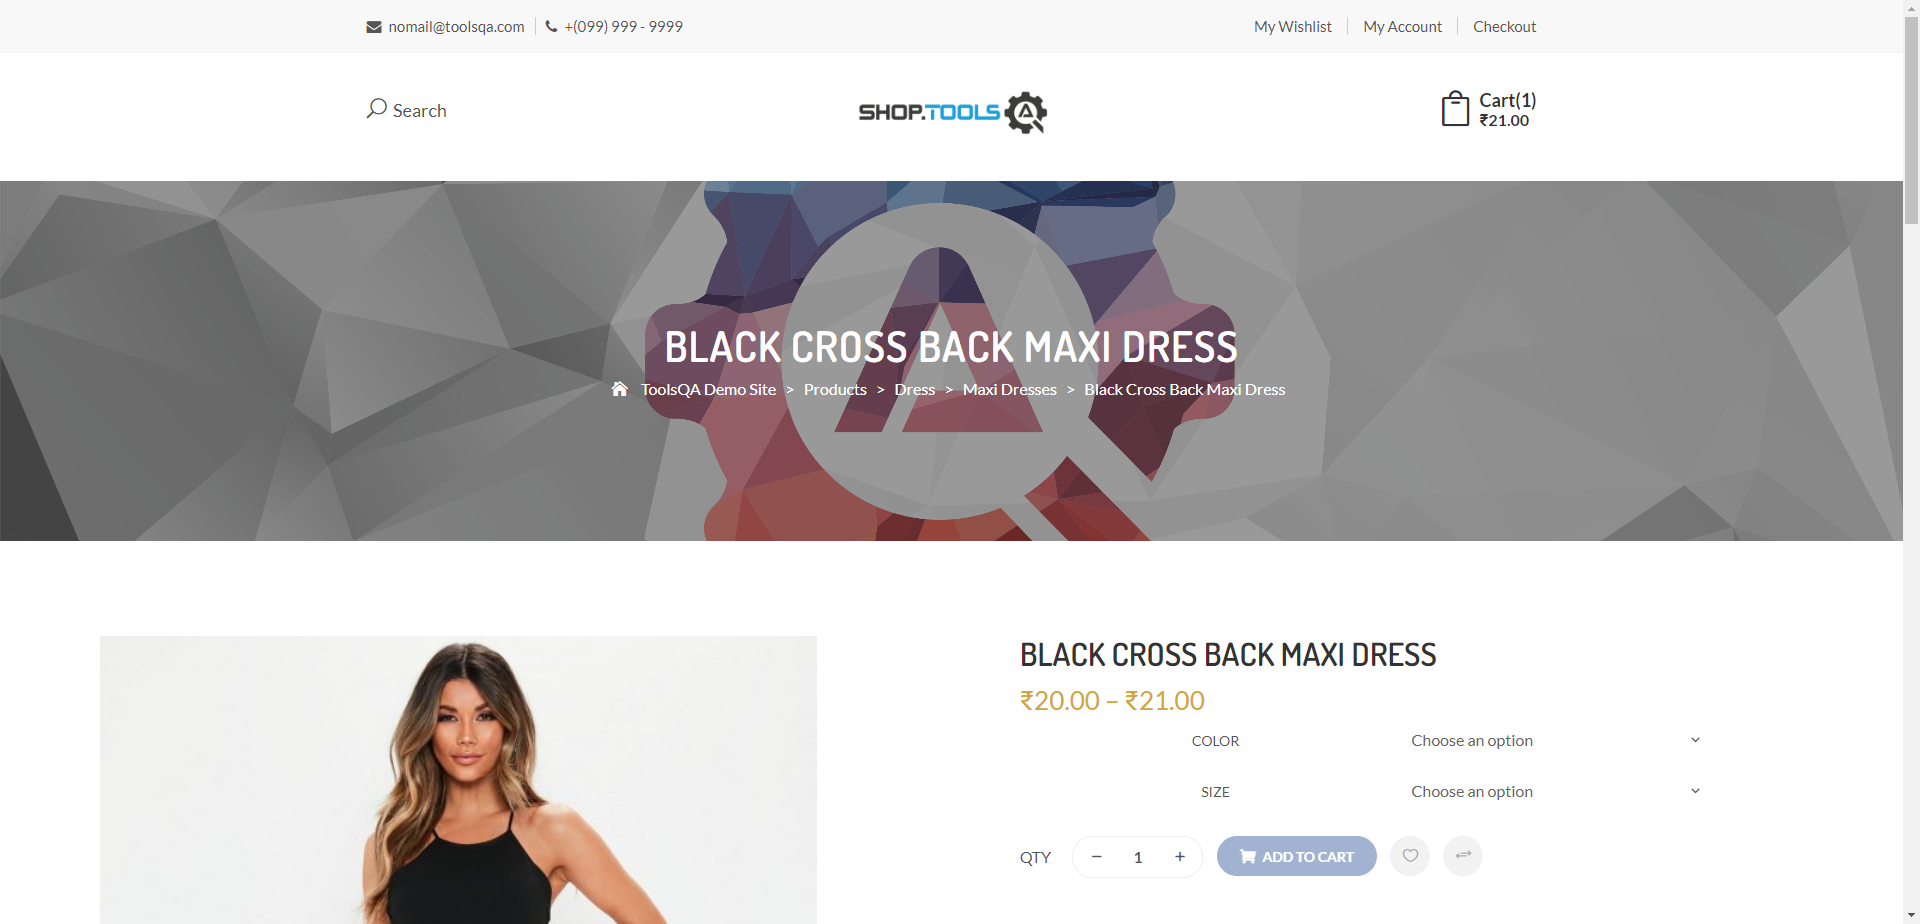 nomail@toolsqa.com
+(099) 999 - 9999
My Wishlist
My Account
Checkout
Search
SHOP.TOOLS
Cart(1)
₹21.00
BLACK CROSS BACK MAXI DRESS
ToolsQA Demo Site > Products > Dress > Maxi Dresses > Black Cross Back Maxi Dress
BLACK CROSS BACK MAXI DRESS
₹20.00 – ₹21.00
COLOR Choose an option
SIZE Choose an option
QTY − 1 + ADD TO CART